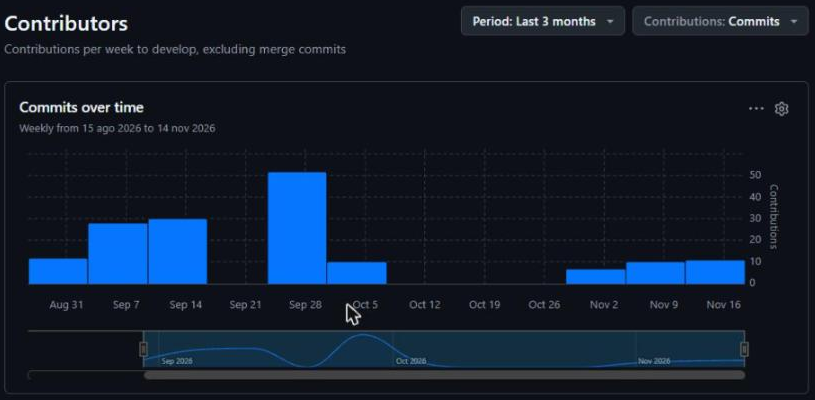 Contributors
Period: Last 3 months
Contributions: Commits
Contributions per week to develop, excluding merge commits
Commits over time
Weekly from 15 ago 2026 to 14 nov 2026
50
40
30
20
10
0
Contributions
Aug 31 Sep 7 Sep 14 Sep 21 Sep 28 Oct 5 Oct 12 Oct 19 Oct 26 Nov 2 Nov 9 Nov 16
Sep 2026 Oct 2026 Nov 2026